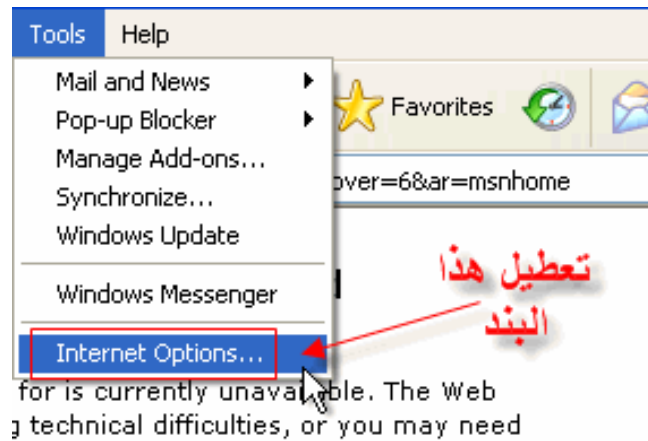 Tools Help
Mail and News
Pop-up Blocker
Manage Add-ons...
Synchronize...
Windows Update
Windows Messenger
Internet Options...
Favorites
over=6&ar=msnhome
تعطيل هذا
البند
for is currently unavailable. The Web
technical difficulties, or you may need